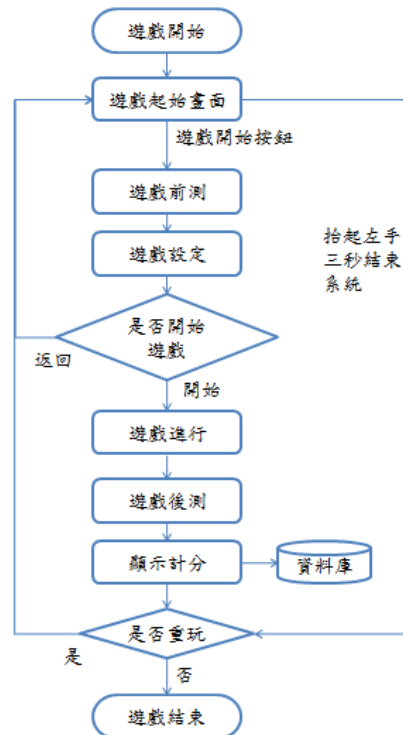 遊戲開始
遊戲起始畫面
遊戲開始按鈕
遊戲前測
遊戲設定
抬起左手
三秒結束
系統
是否開始
遊戲
返回
開始
遊戲進行
遊戲後測
顯示計分
資料庫
是否重玩
是
否
遊戲結束